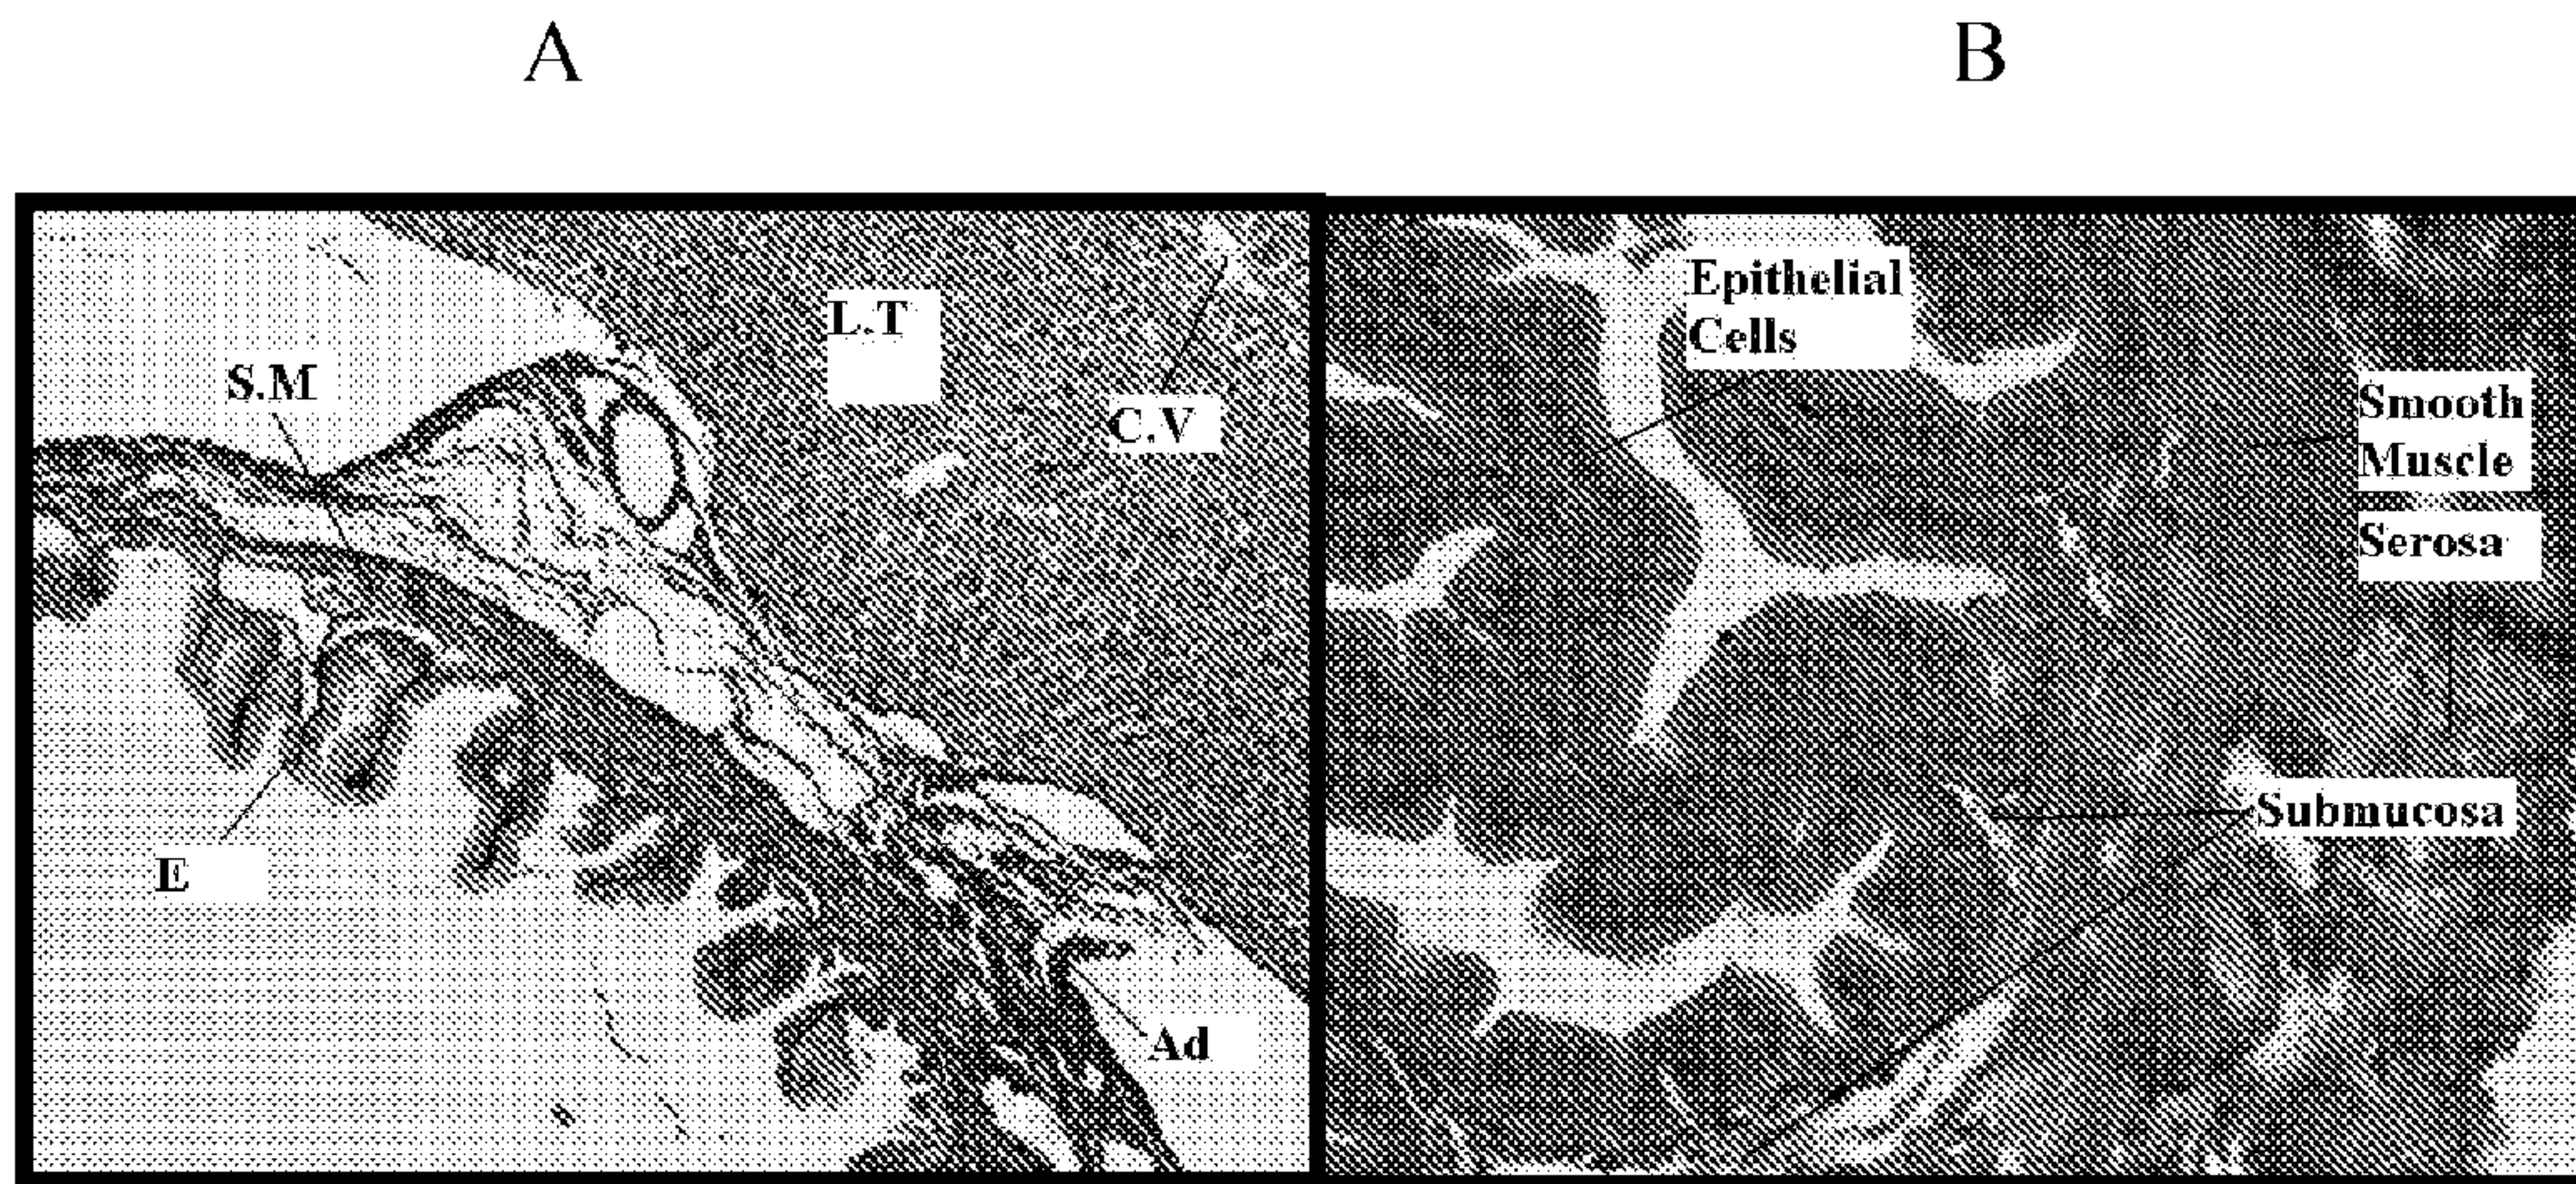 A
B
S.M
L.T
C.V
E
Ad
Epithelial
Cells
Smooth
Muscle
Serosa
Submucosa